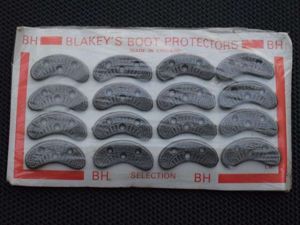 BH BLAKEY'S BOOT PROTECTORS BH
MADE IN ENGLAND
BH SELECTION BH